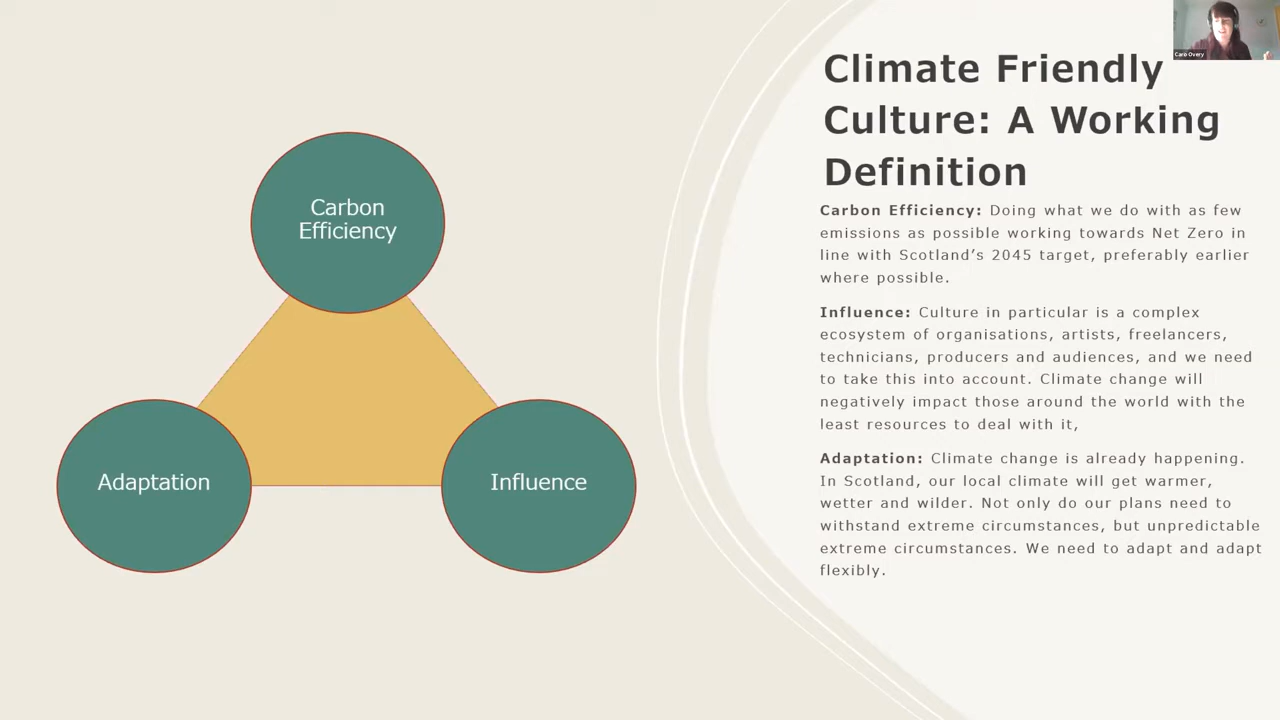 Climate Friendly
Culture: A Working
Definition
Caro Overy
Carbon
Efficiency
Adaptation
Influence
Carbon Efficiency: Doing what we do with as few
emissions as possible working towards Net Zero in
line with Scotland’s 2045 target, preferably earlier
where possible.
Influence: Culture in particular is a complex
ecosystem of organisations, artists, freelancers,
technicians, producers and audiences, and we need
to take this into account. Climate change will
negatively impact those around the world with the
least resources to deal with it,
Adaptation: Climate change is already happening.
In Scotland, our local climate will get warmer,
wetter and wilder. Not only do our plans need to
withstand extreme circumstances, but unpredictable
extreme circumstances. We need to adapt and adapt
flexibly.